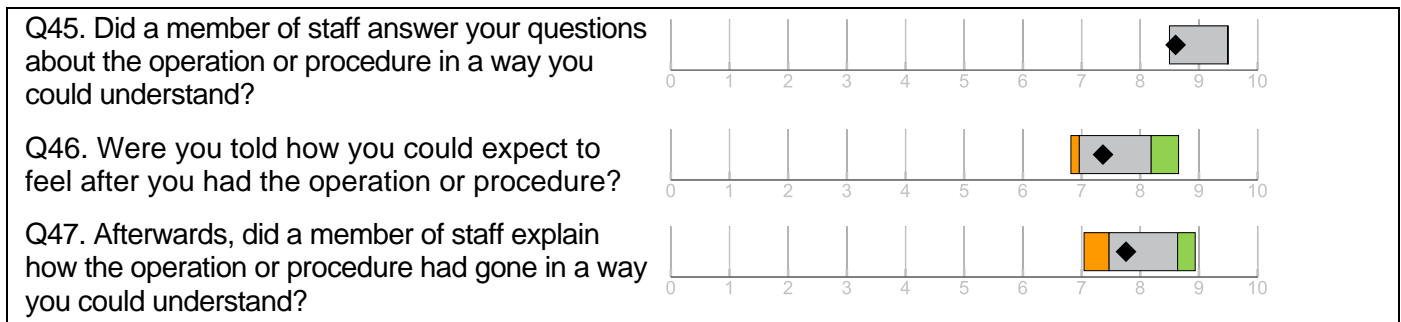 Q45. Did a member of staff answer your questions
about the operation or procedure in a way you
could understand?
0 1 2 3 4 5 6 7 8 9 10
Q46. Were you told how you could expect to
feel after you had the operation or procedure?
0 1 2 3 4 5 6 7 8 9 10
Q47. Afterwards, did a member of staff explain
how the operation or procedure had gone in a way
you could understand?
0 1 2 3 4 5 6 7 8 9 10